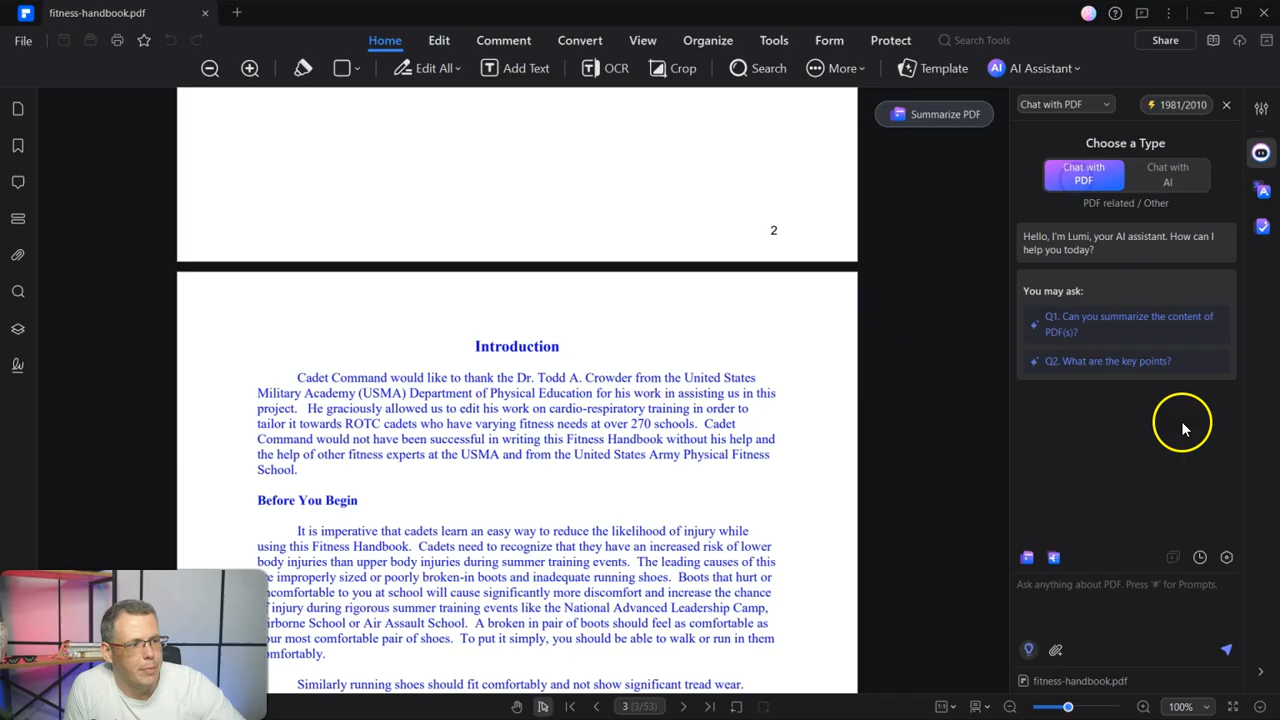 fitness-handbook.pdf
File
Home
Edit
Comment
Convert
View
Organize
Tools
Form
Protect
Search Tools
Share
Edit All
Add Text
OCR
Crop
Search
More
Template
AI
AI Assistant
Summarize PDF
Chat with PDF
1981/2010
Choose a Type
Chat with
PDF
Chat with
AI
PDF related / Other
Hello, I'm Lumi, your AI assistant. How can I
help you today?
You may ask:
Q1. Can you summarize the content of
PDF(s)?
Q2. What are the key points?
Ask anything about PDF. Press '#' for Prompts.
fitness-handbook.pdf
2
Introduction
Cadet Command would like to thank the Dr. Todd A. Crowder from the United States
Military Academy (USMA) Department of Physical Education for his work in assisting us in this
project. He graciously allowed us to edit his work on cardio-respiratory training in order to
tailor it towards ROTC cadets who have varying fitness needs at over 270 schools. Cadet
Command would not have been successful in writing this Fitness Handbook without his help and
the help of other fitness experts at the USMA and from the United States Army Physical Fitness
School.
Before You Begin
It is imperative that cadets learn an easy way to reduce the likelihood of injury while
using this Fitness Handbook. Cadets need to recognize that they have an increased risk of lower
body injuries than upper body injuries during summer training events. The leading causes of this
improperly sized or poorly broken-in boots and inadequate running shoes. Boots that hurt or
to you at school will cause significantly more discomfort and increase the chance
injury during rigorous summer training events like the National Advanced Leadership Camp,
School or Air Assault School. A broken in pair of boots should feel as comfortable as
most comfortable pair of shoes. To put it simply, you should be able to walk or run in them
Similarly running shoes should fit comfortably and not show significant tread wear.
3 (3/53)
1:1
100%